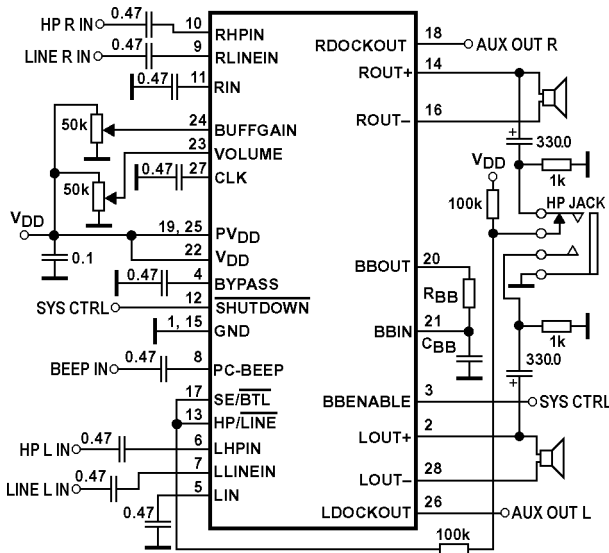 HP R IN
0.47
10
RHPIN
LINE R IN
0.47
9
RLINEIN
0.47
11
RIN
50k
24
BUFFGAIN
23
VOLUME
50k
0.47
27
CLK
VDD
19, 25
PVDD
22
VDD
0.1
0.47
4
BYPASS
SYS CTRL
12
SHUTDOWN
1, 15
GND
BEEP IN
0.47
8
PC-BEEP
17
SE/BTL
13
HP/LINE
HP L IN
0.47
6
LHPIN
LINE L IN
0.47
7
LLINEIN
5
LIN
0.47
RDOCKOUT
18
AUX OUT R
ROUT+
14
ROUT–
16
330.0
VDD
1k
100k
HP JACK
BBOUT
20
RBB
BBIN
21
CBB
1k
330.0
BBENABLE
3
SYS CTRL
LOUT+
2
LOUT–
28
LDOCKOUT
26
AUX OUT L
100k